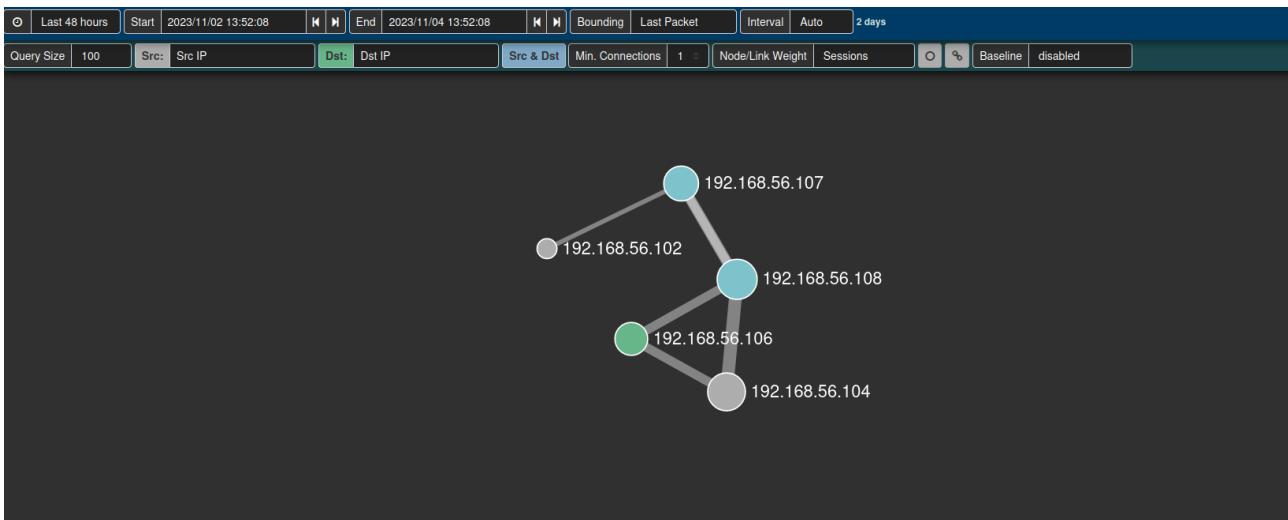 Last 48 hours Start 2023/11/02 13:52:08 End 2023/11/04 13:52:08 Bounding Last Packet Interval Auto 2 days
Query Size 100 Src: Src IP Dst: Dst IP Src & Dst Min. Connections 1 Node/Link Weight Sessions Baseline disabled
192.168.56.107
192.168.56.102
192.168.56.108
192.168.56.106
192.168.56.104